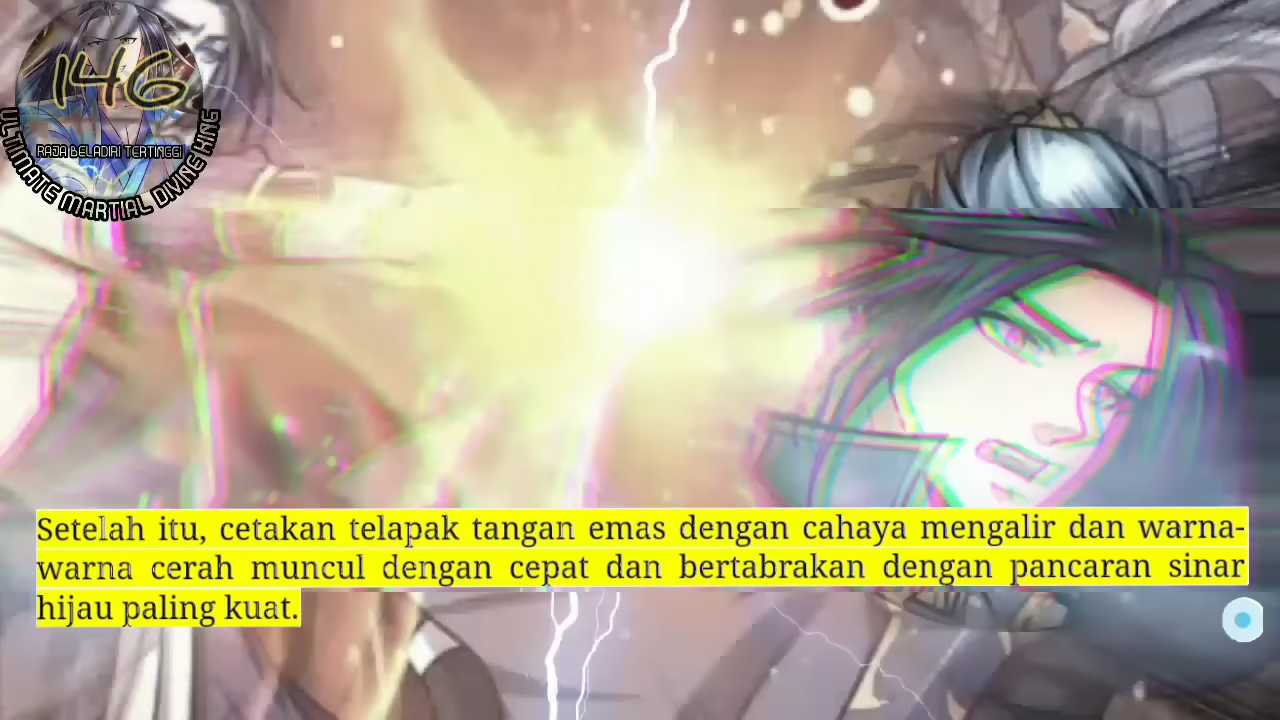 146
RAJA BELADIRI TERTINGGI
ULTIMATE MARTIAL DIVINE KING
Setelah itu, cetakan telapak tangan emas dengan cahaya mengalir dan warna-
warna cerah muncul dengan cepat dan bertabrakan dengan pancaran sinar
hijau paling kuat.